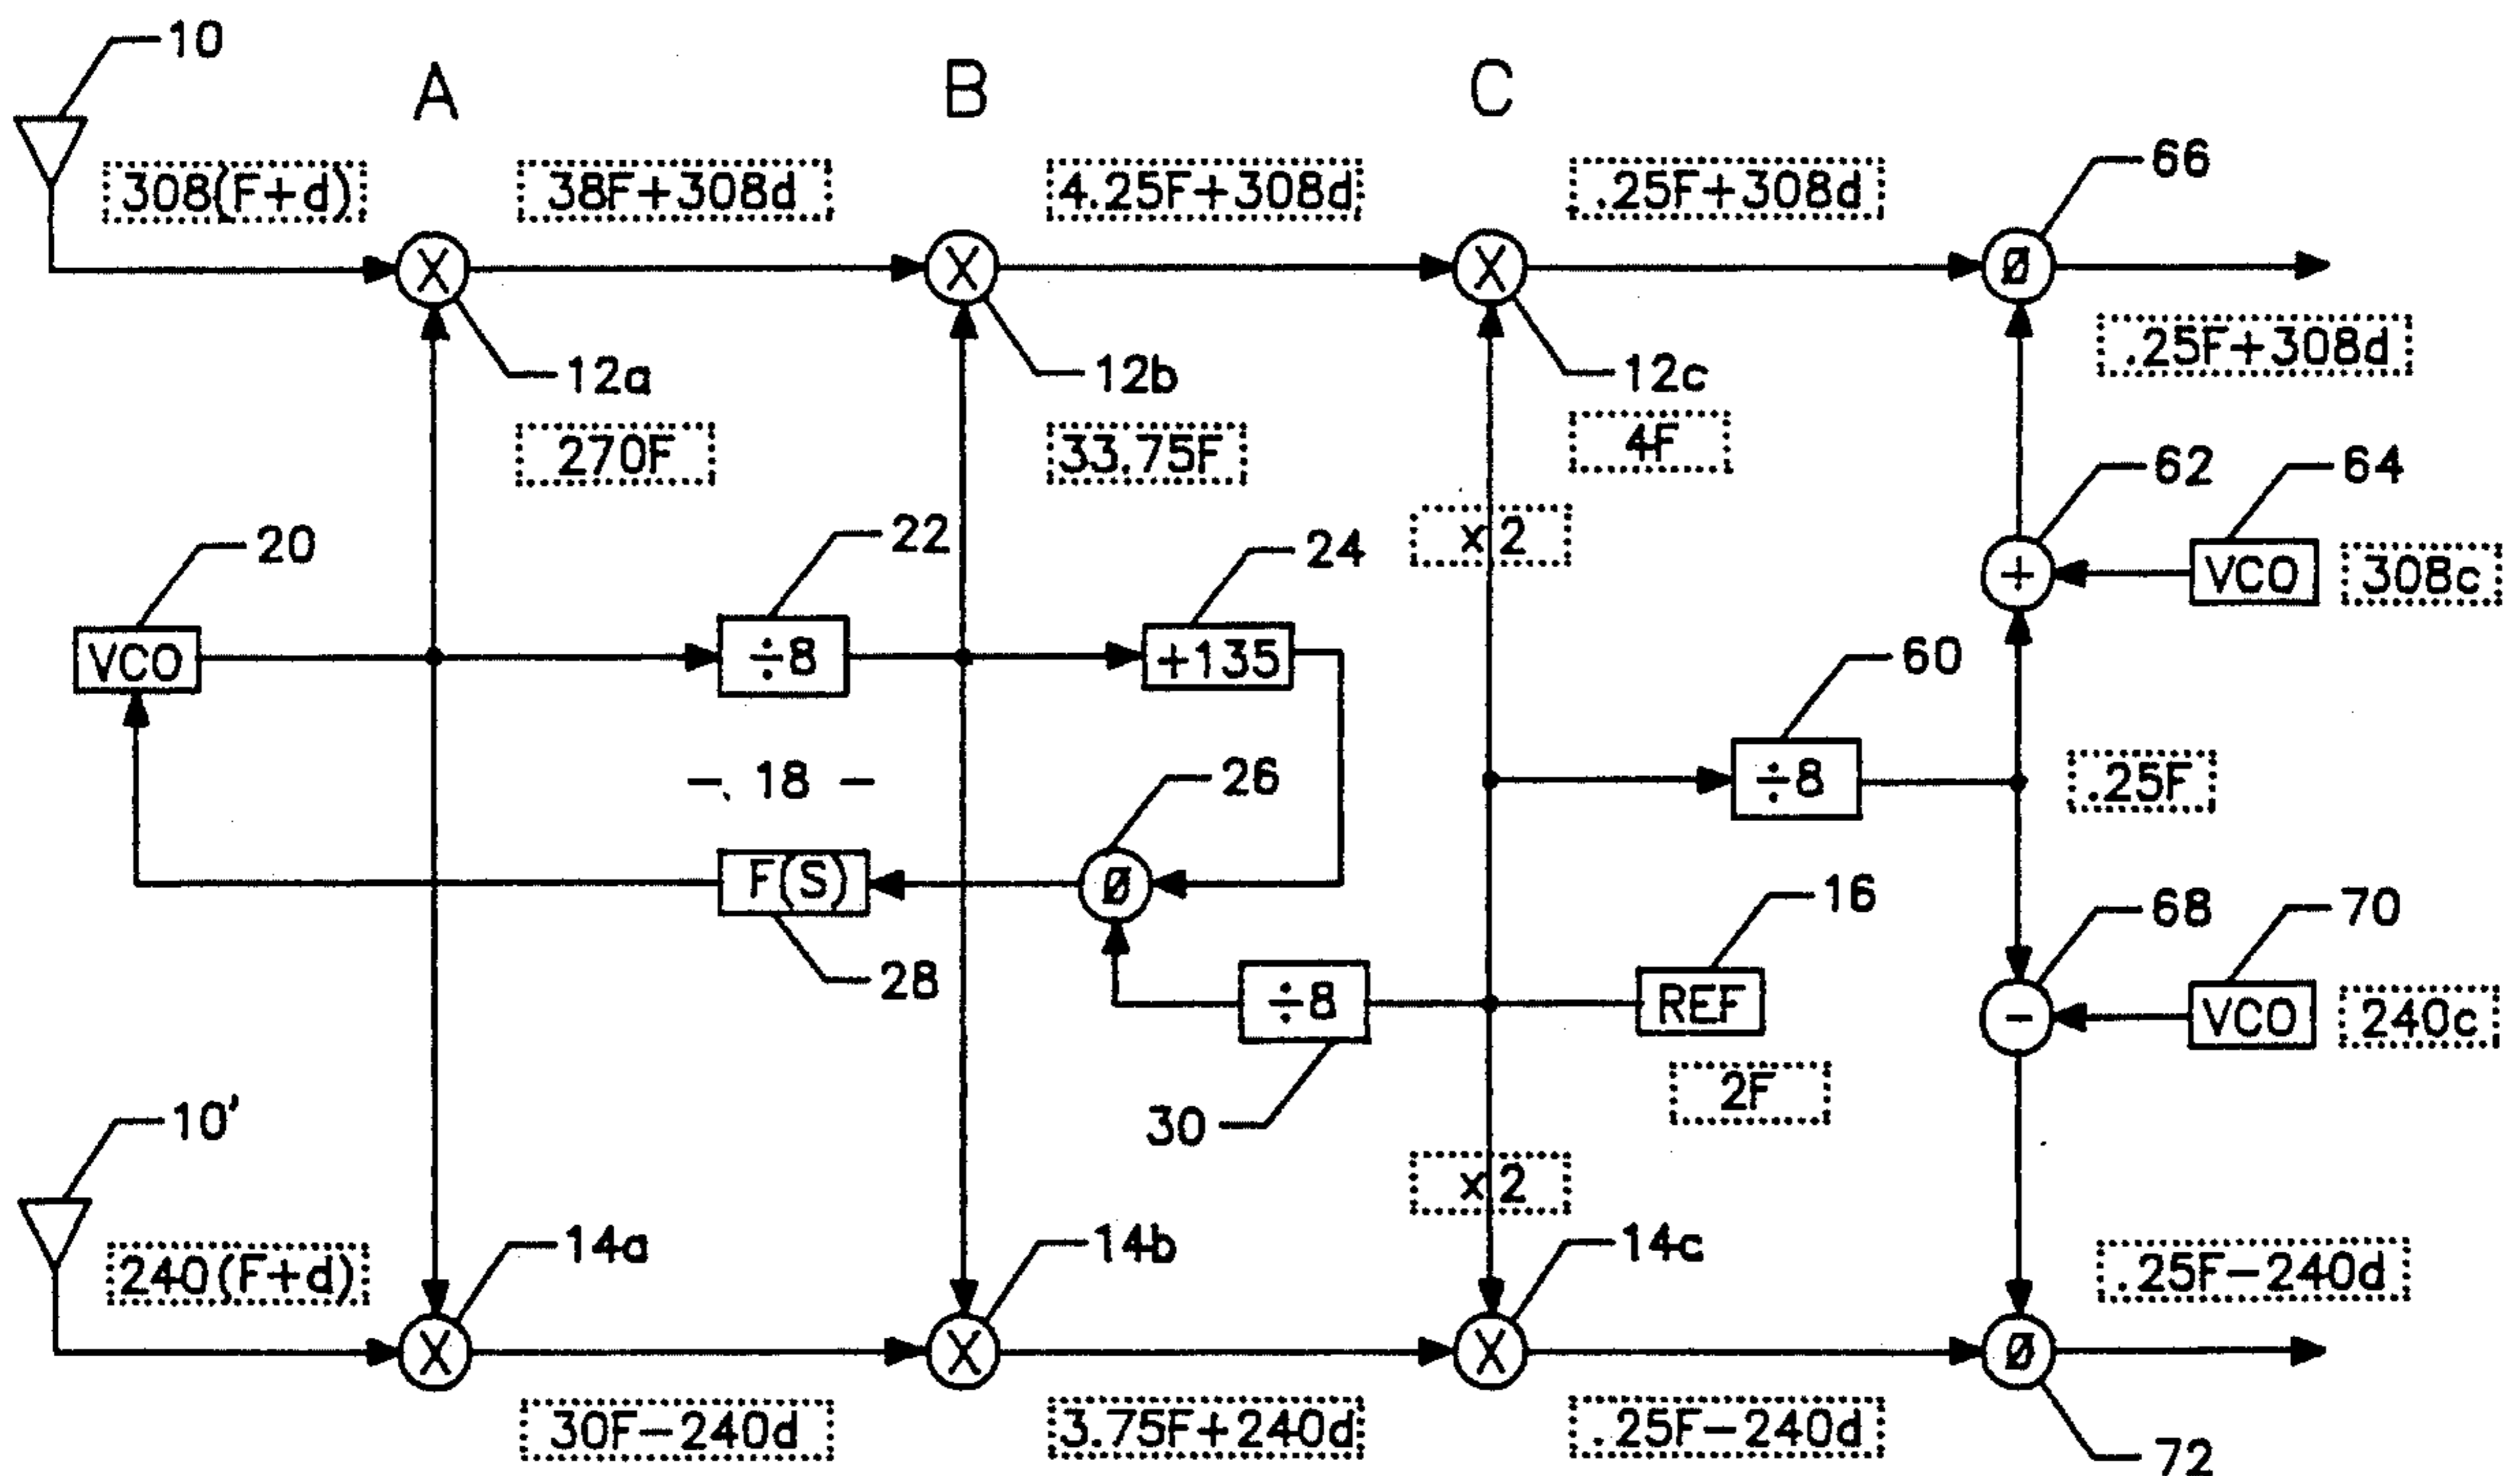 10
A
B
C
308(F+d)
38F+308d
4.25F+308d
.25F+308d
66
X
X
X
Ø
.25F+308d
12a
12b
12c
270F
33.75F
4F
62
64
x2
20
22
24
+
VCO
308c
VCO
÷8
+135
60
- 18 -
26
÷8
.25F
F(S)
Ø
16
68
70
28
÷8
REF
-
VCO
240c
2F
10'
30
x2
240(F+d)
14a
14b
14c
.25F-240d
X
X
X
Ø
30F-240d
3.75F+240d
.25F-240d
72